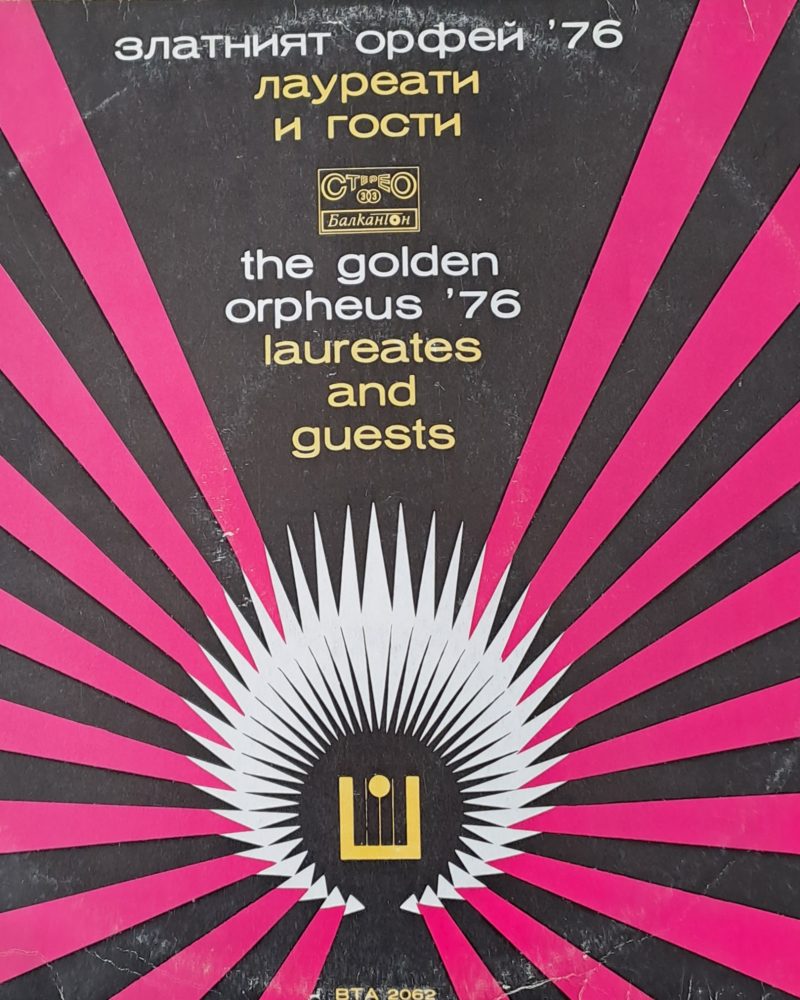 златният орфей '76
лауреати
и гости
СТЕРЕО
33
Балкантон
the golden
orpheus '76
laureates
and
guests
ВТА 2062